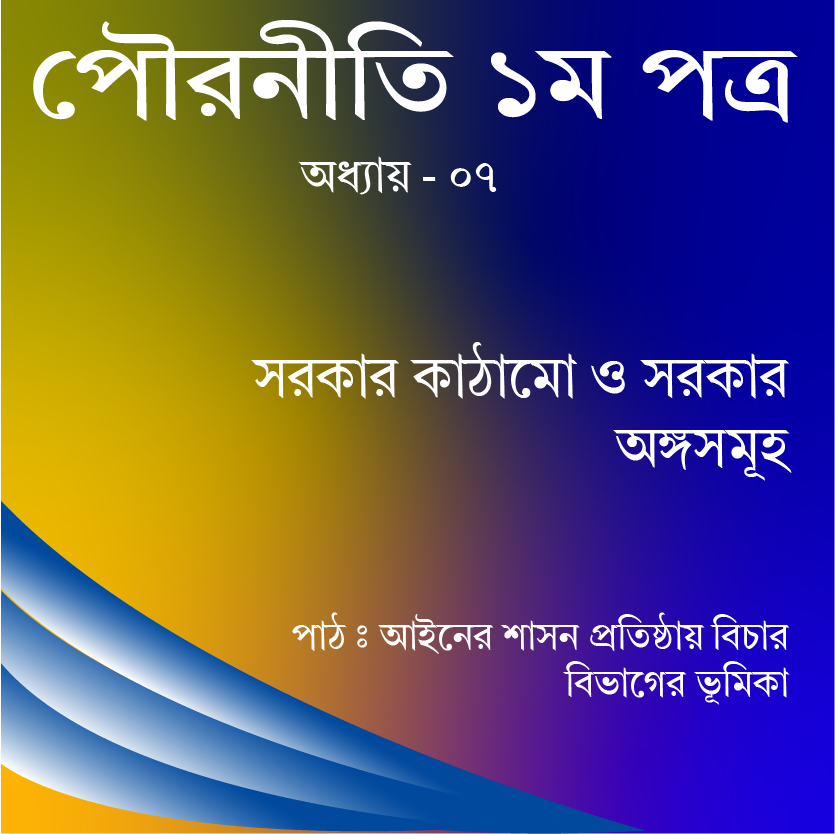 পৌরনীতি ১ম পত্র
অধ্যায় - ০৭
সরকার কাঠামো ও সরকার
অঙ্গসমূহ
পাঠ ঃ আইনের শাসন প্রতিষ্ঠায় বিচার
বিভাগের ভূমিকা